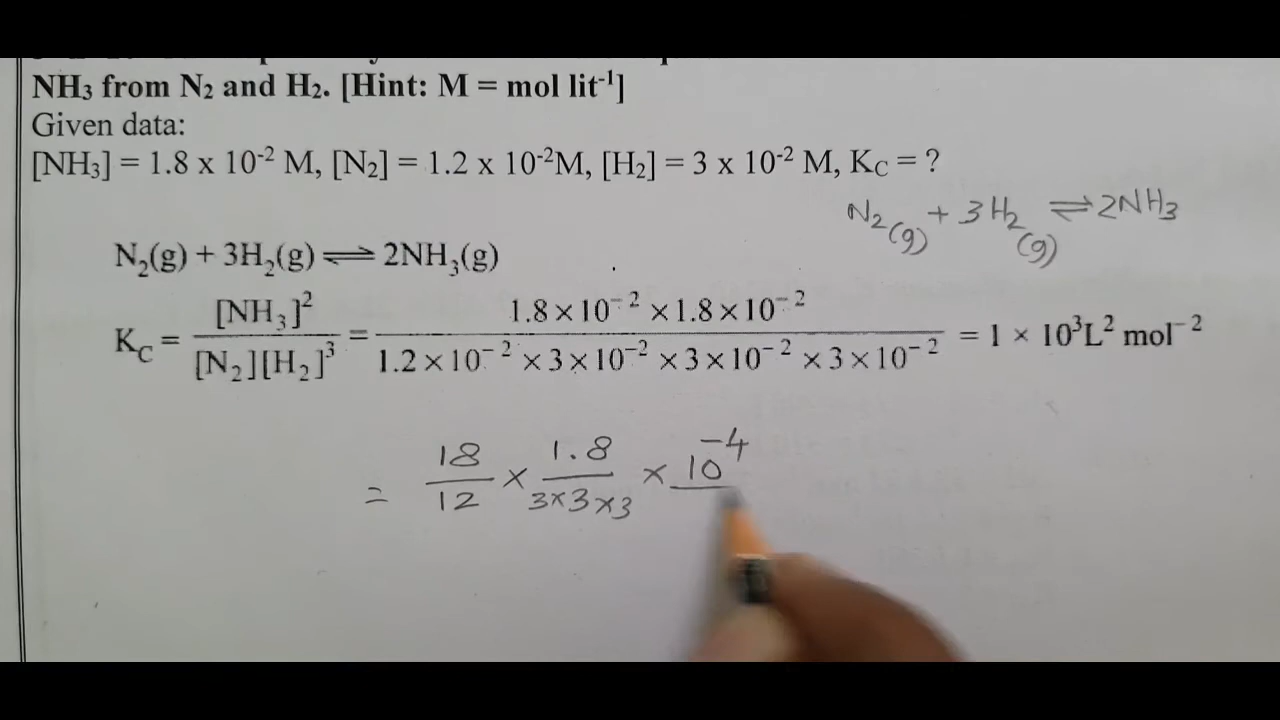 NH₃ from N₂ and H₂. [Hint: M = mol lit⁻¹]
Given data:
[NH₃] = 1.8 x 10⁻² M, [N₂] = 1.2 x 10⁻²M, [H₂] = 3 x 10⁻² M, K_C = ?
N₂(g) + 3H₂(g) ⇌ 2NH₃
N₂(g) + 3H₂(g) ⇌ 2NH₃(g)
K_C = [NH₃]² / [N₂][H₂]³ = 1.8×10⁻² ×1.8×10⁻² / 1.2×10⁻² ×3×10⁻² ×3×10⁻² ×3×10⁻² = 1 × 10³L² mol⁻²
= 18/12 × 1.8/3×3×3 × 10⁻⁴